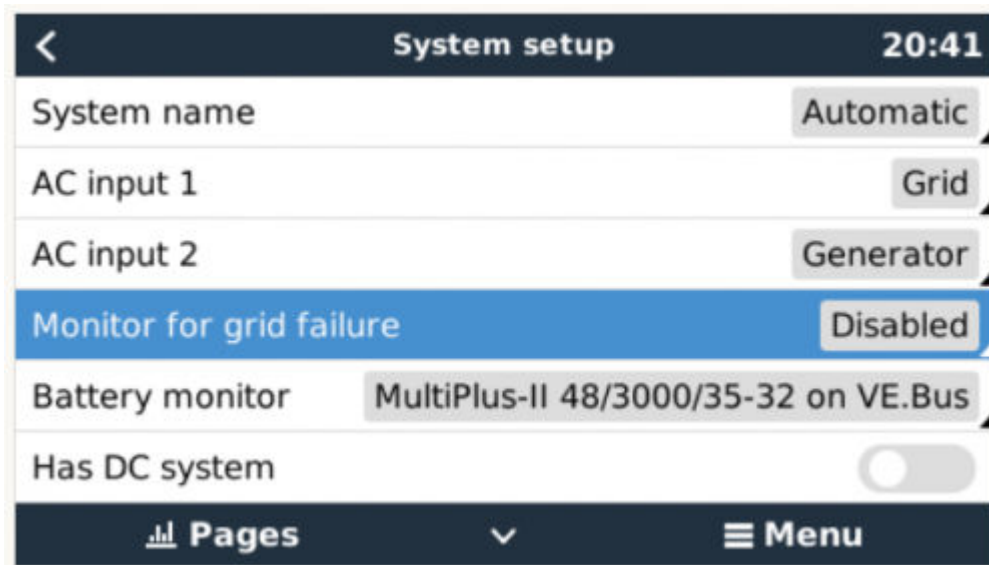 System setup 20:41
System name Automatic
AC input 1 Grid
AC input 2 Generator
Monitor for grid failure Disabled
Battery monitor MultiPlus-II 48/3000/35-32 on VE.Bus
Has DC system
Pages Menu